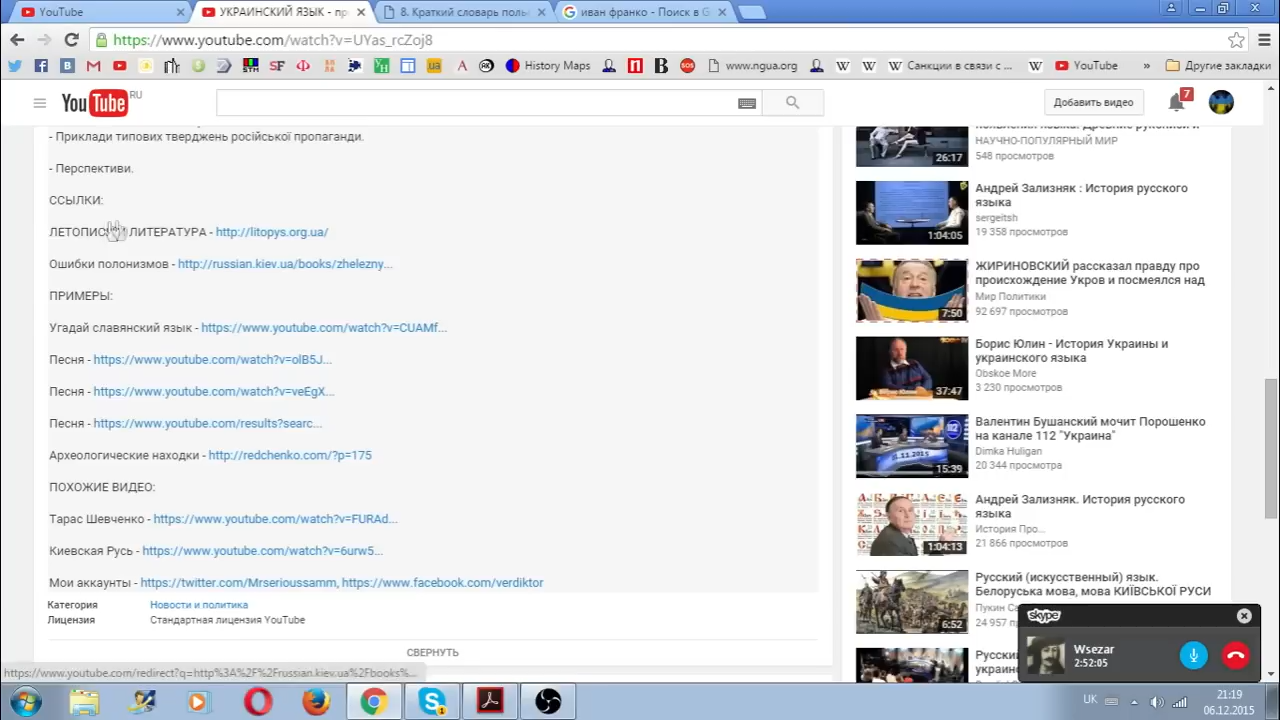 YouTube
УКРАИНСКИЙ ЯЗЫК - пр
8. Краткий словарь поль
иван франко - Поиск в G
https://www.youtube.com/watch?v=UYas_rcZoj8
History Maps
www.ngua.org
Санкции в связи с ...
YouTube
» Другие закладки
YouTube RU
Добавить видео
7
- Приклади типових тверджень російської пропаганди.
- Перспективи.
ССЫЛКИ:
ЛЕТОПИС ЛИТЕРАТУРА - http://litopys.org.ua/
Ошибки полонизмов - http://russian.kiev.ua/books/zhelezny...
ПРИМЕРЫ:
Угадай славянский язык - https://www.youtube.com/watch?v=CUAMf...
Песня - https://www.youtube.com/watch?v=olB5J...
Песня - https://www.youtube.com/watch?v=veEgX...
Песня - https://www.youtube.com/results?searc...
Археологические находки - http://redchenko.com/?p=175
ПОХОЖИЕ ВИДЕО:
Тарас Шевченко - https://www.youtube.com/watch?v=FURAd...
Киевская Русь - https://www.youtube.com/watch?v=6urw5...
Мои аккаунты - https://twitter.com/Mrserioussamm, https://www.facebook.com/verdiktor
Категория Новости и политика
Лицензия Стандартная лицензия YouTube
СВЕРНУТЬ
https://www.youtube.com/redirect?q=http%3A%2F%2Frussian.kiev.ua%2Fbooks%...
НАУЧНО-ПОПУЛЯРНЫЙ МИР
548 просмотров
26:17
Андрей Зализняк : История русского
языка
sergeitsh
19 358 просмотров
1:04:05
ЖИРИНОВСКИЙ рассказал правду про
происхождение Укров и посмеялся над
Мир Политики
92 697 просмотров
7:50
Борис Юлин - История Украины и
украинского языка
Obskoe More
3 230 просмотров
37:47
Валентин Бушанский мочит Порошенко
на канале 112 "Украина"
Dimka Huligan
20 344 просмотра
15:39
Андрей Зализняк. История русского
языка
История Про...
21 866 просмотров
1:04:13
Русский (искусственный) язык.
Белоруська мова, мова КИЇВСЬКОЇ РУСИ
Пукин Са
24 957 пр
6:52
Русски
языка
skype
Wsezar
2:52:05
UK
21:19
06.12.2015